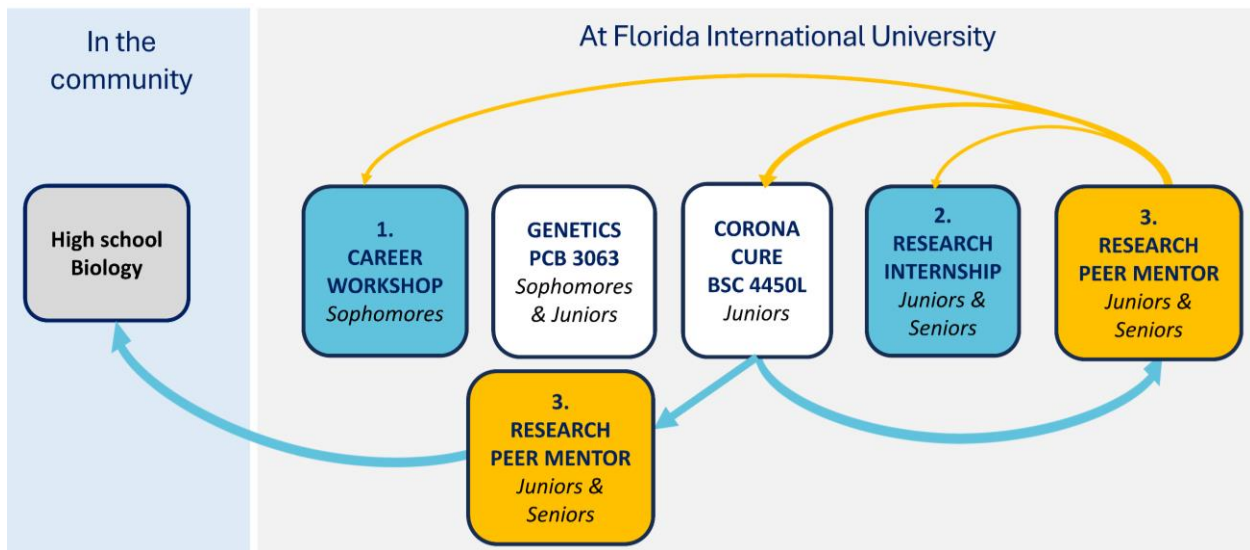 In the
community
At Florida International University
High school
Biology
1.
CAREER
WORKSHOP
Sophomores
GENETICS
PCB 3063
Sophomores
& Juniors
CORONA
CURE
BSC 4450L
Juniors
2.
RESEARCH
INTERNSHIP
Juniors &
Seniors
3.
RESEARCH
PEER MENTOR
Juniors &
Seniors
3.
RESEARCH
PEER MENTOR
Juniors &
Seniors